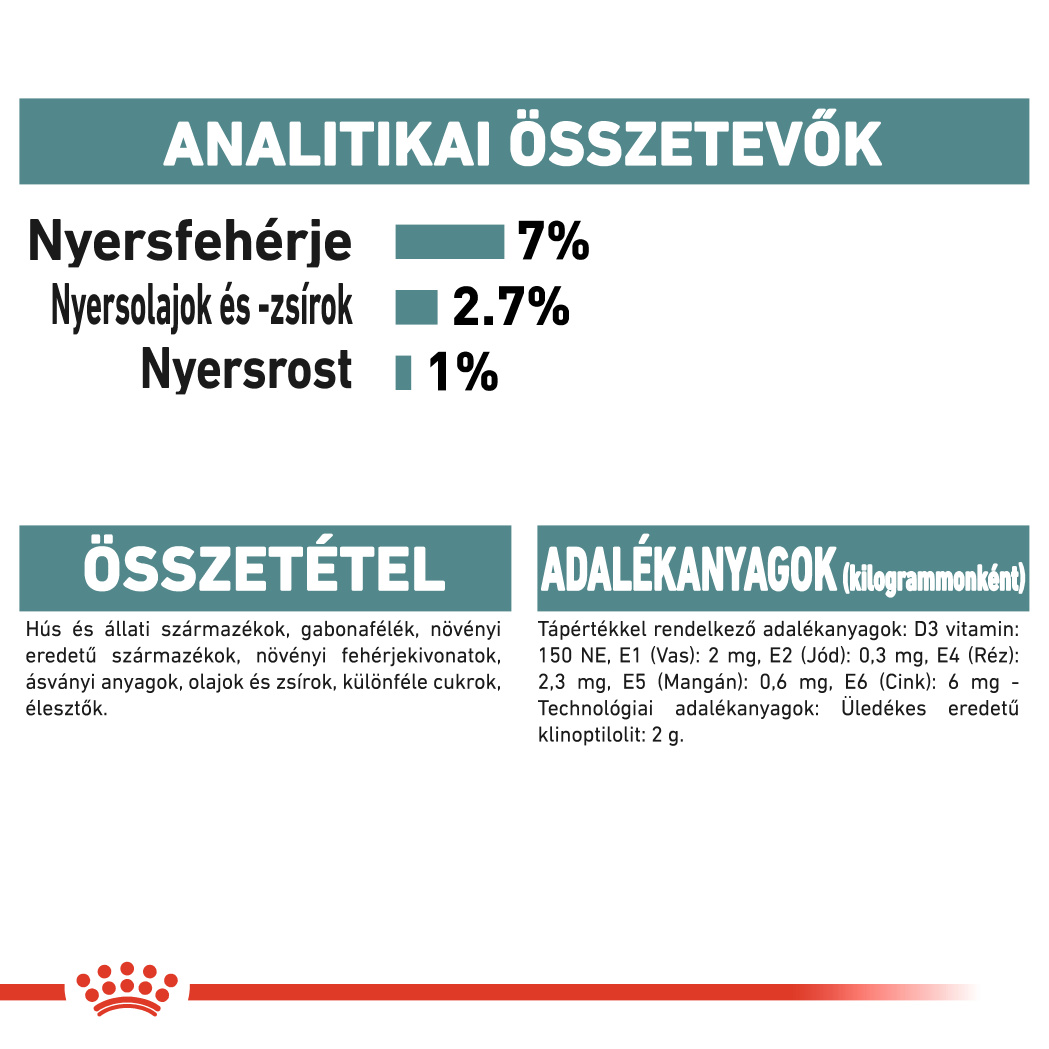 ANALITIKAI ÖSSZETEVŐK
Nyersfehérje 7%
Nyersolajok és -zsírok 2.7%
Nyersrost 1%
ÖSSZETÉTEL
Hús és állati származékok, gabonafélék, növényi
eredetű származékok, növényi fehérjekivonatok,
ásványi anyagok, olajok és zsírok, különféle cukrok,
élesztők.
ADALÉKANYAGOK (kilogrammonként)
Tápértékkel rendelkező adalékanyagok: D3 vitamin:
150 NE, E1 (Vas): 2 mg, E2 (Jód): 0,3 mg, E4 (Réz):
2,3 mg, E5 (Mangán): 0,6 mg, E6 (Cink): 6 mg -
Technológiai adalékanyagok: Üledékes eredetű
klinoptilolit: 2 g.